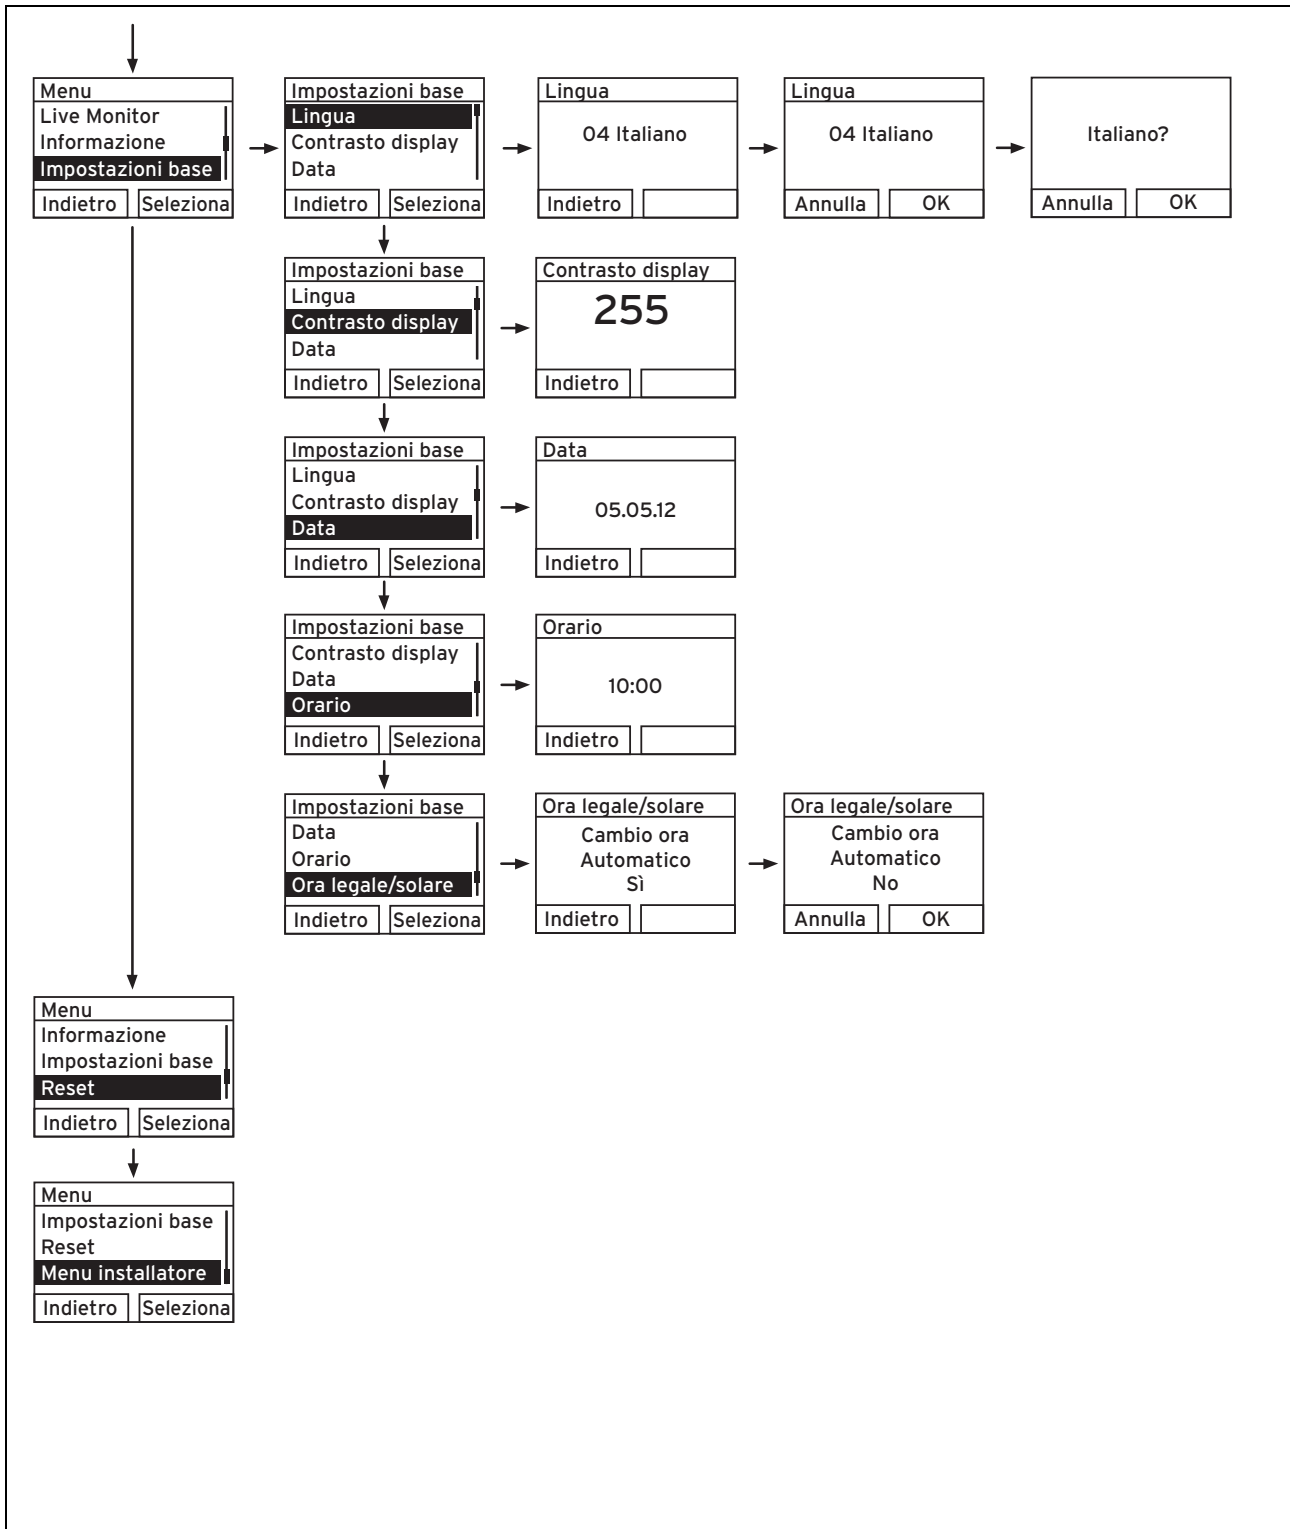 Menu
Live Monitor
Informazione
Impostazioni base
Indietro Seleziona
Impostazioni base
Lingua
Contrasto display
Data
Indietro Seleziona
Lingua
04 Italiano
Indietro
Lingua
04 Italiano
Annulla OK
Italiano?
Annulla OK
Impostazioni base
Lingua
Contrasto display
Data
Indietro Seleziona
Contrasto display
255
Indietro
Impostazioni base
Lingua
Contrasto display
Data
Indietro Seleziona
Data
05.05.12
Indietro
Impostazioni base
Contrasto display
Data
Orario
Indietro Seleziona
Orario
10:00
Indietro
Impostazioni base
Data
Orario
Ora legale/solare
Indietro Seleziona
Ora legale/solare
Cambio ora
Automatico
Sì
Indietro
Ora legale/solare
Cambio ora
Automatico
No
Annulla OK
Menu
Informazione
Impostazioni base
Reset
Indietro Seleziona
Menu
Impostazioni base
Reset
Menu installatore
Indietro Seleziona